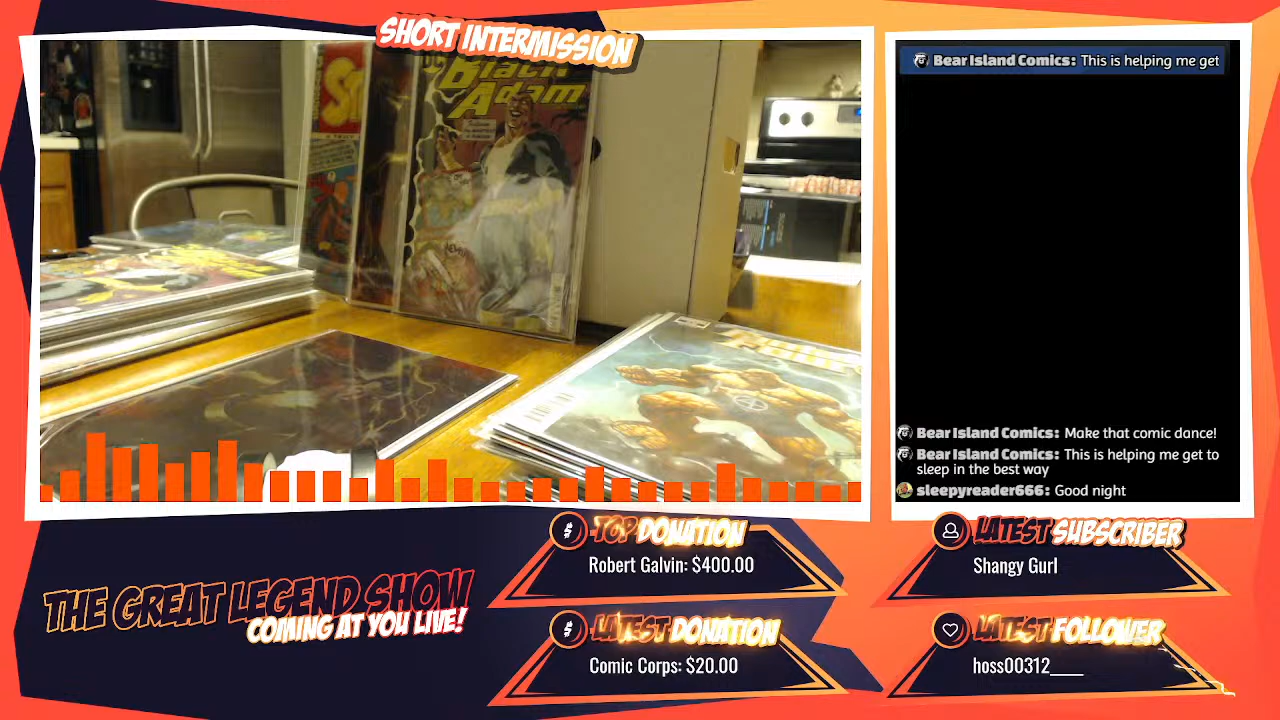 SHORT INTERMISSION
Black
Adam
Bear Island Comics: This is helping me get
Bear Island Comics: Make that comic dance!
Bear Island Comics: This is helping me get to
sleep in the best way
sleepyreader666: Good night
THE GREAT LEGEND SHOW
COMING AT YOU LIVE!
TOP DONATION
Robert Galvin: $400.00
LATEST DONATION
Comic Corps: $20.00
LATEST SUBSCRIBER
Shangy Gurl
LATEST FOLLOWER
hoss00312____